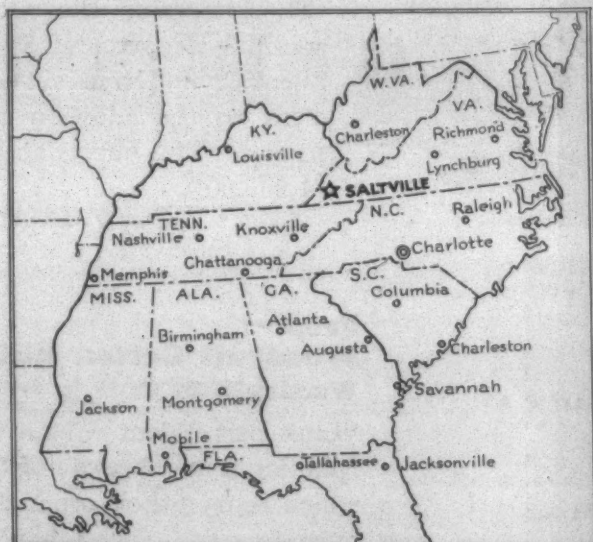 W.VA.
VA.
KY.
Charleston
Richmond
Louisville
Lynchburg
SALTVILLE
N.C.
Raleigh
TENN.
Nashville
Knoxville
Charlotte
Chattanooga
S.C.
Memphis
MISS.
ALA.
GA.
Columbia
Atlanta
Birmingham
Augusta
Charleston
Savannah
Jackson
Montgomery
Mobile
FLA.
Tallahassee
Jacksonville